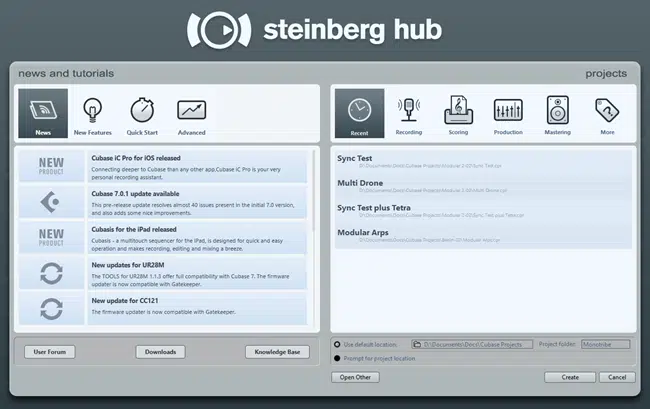 steinberg hub
news and tutorials
projects
News
New Features
Quick Start
Advanced
Recent
Recording
Scoring
Production
Mastering
More
NEW
PRODUCT
Cubase iC Pro for iOS released
Connecting deeper to Cubase than any other app,Cubase iC Pro is your very
personal recording assistant.
Cubase 7.0.1 update available
This pre-release update resolves almost 40 issues present in the initial 7.0 version,
and also adds some nice improvements.
NEW
PRODUCT
Cubasis for the iPad released
Cubasis - a multitouch sequencer for the iPad, is designed for quick and easy
operation and makes recording, editing and mixing a breeze.
New updates for UR28M
The TOOLS for UR28M 1.1.3 offer full compatibility with Cubase 7. The firmware
updater is now compatible with Gatekeeper.
New update for CC121
The firmware updater is now compatible with Gatekeeper.
Sync Test
Multi Drone
Sync Test plus Tetra
Modular Arps
User Forum
Downloads
Knowledge Base
Use default location
D:\Documents\Docs\Cubase Projects
Project folder:
Monotribe
Prompt for project location
Open Other
Create
Cancel